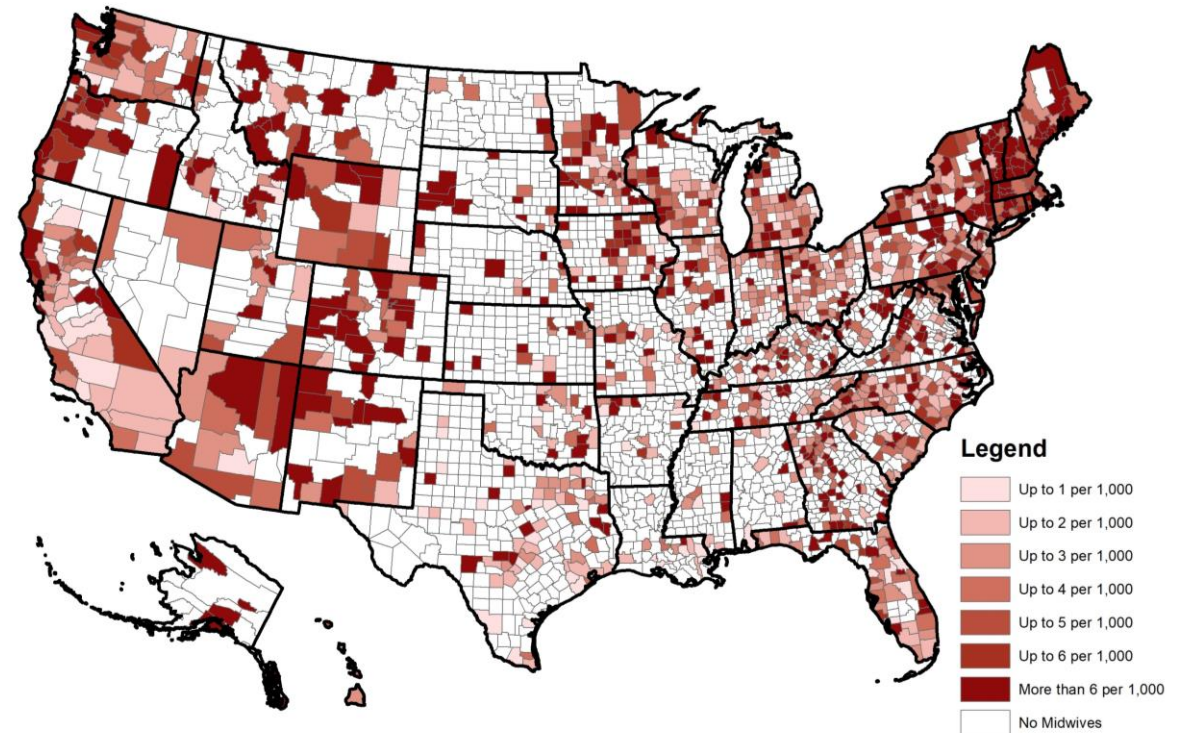 Legend
Up to 1 per 1,000
Up to 2 per 1,000
Up to 3 per 1,000
Up to 4 per 1,000
Up to 5 per 1,000
Up to 6 per 1,000
More than 6 per 1,000
No Midwives